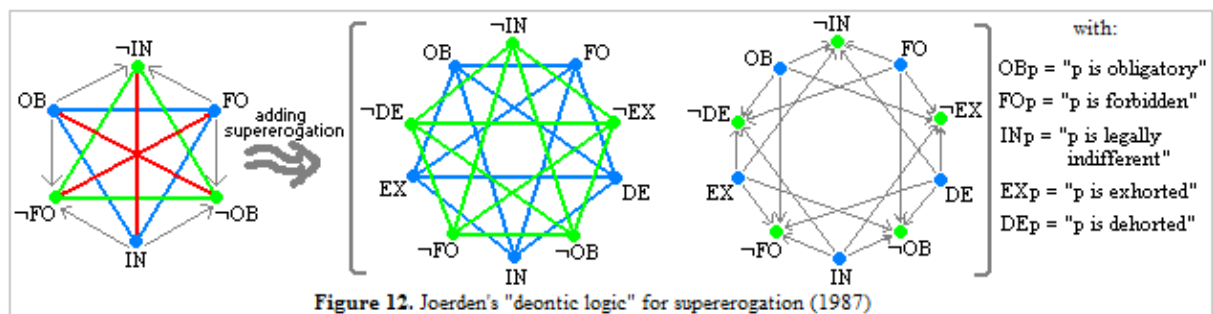 ¬IN
OB
FO
¬FO
¬OB
IN
adding
supererogation
¬IN
OB
FO
¬DE
¬EX
EX
DE
¬FO
¬OB
IN
¬IN
OB
FO
¬DE
¬EX
EX
DE
¬FO
¬OB
IN
with:
OBp = "p is obligatory"
FOp = "p is forbidden"
INp = "p is legally
indifferent"
EXp = "p is exhorted"
DEp = "p is dehorted"
Figure 12. Joerden's "deontic logic" for supererogation (1987)